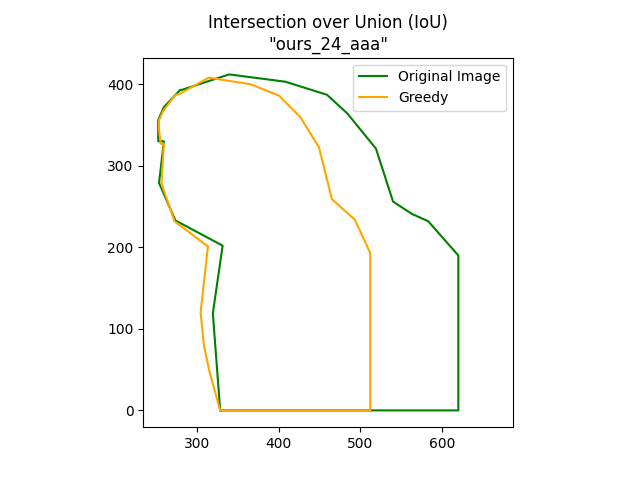 Intersection over Union (IoU)
"ours_24_aaa"
Original Image
Greedy
400
300
200
100
0
300 400 500 600